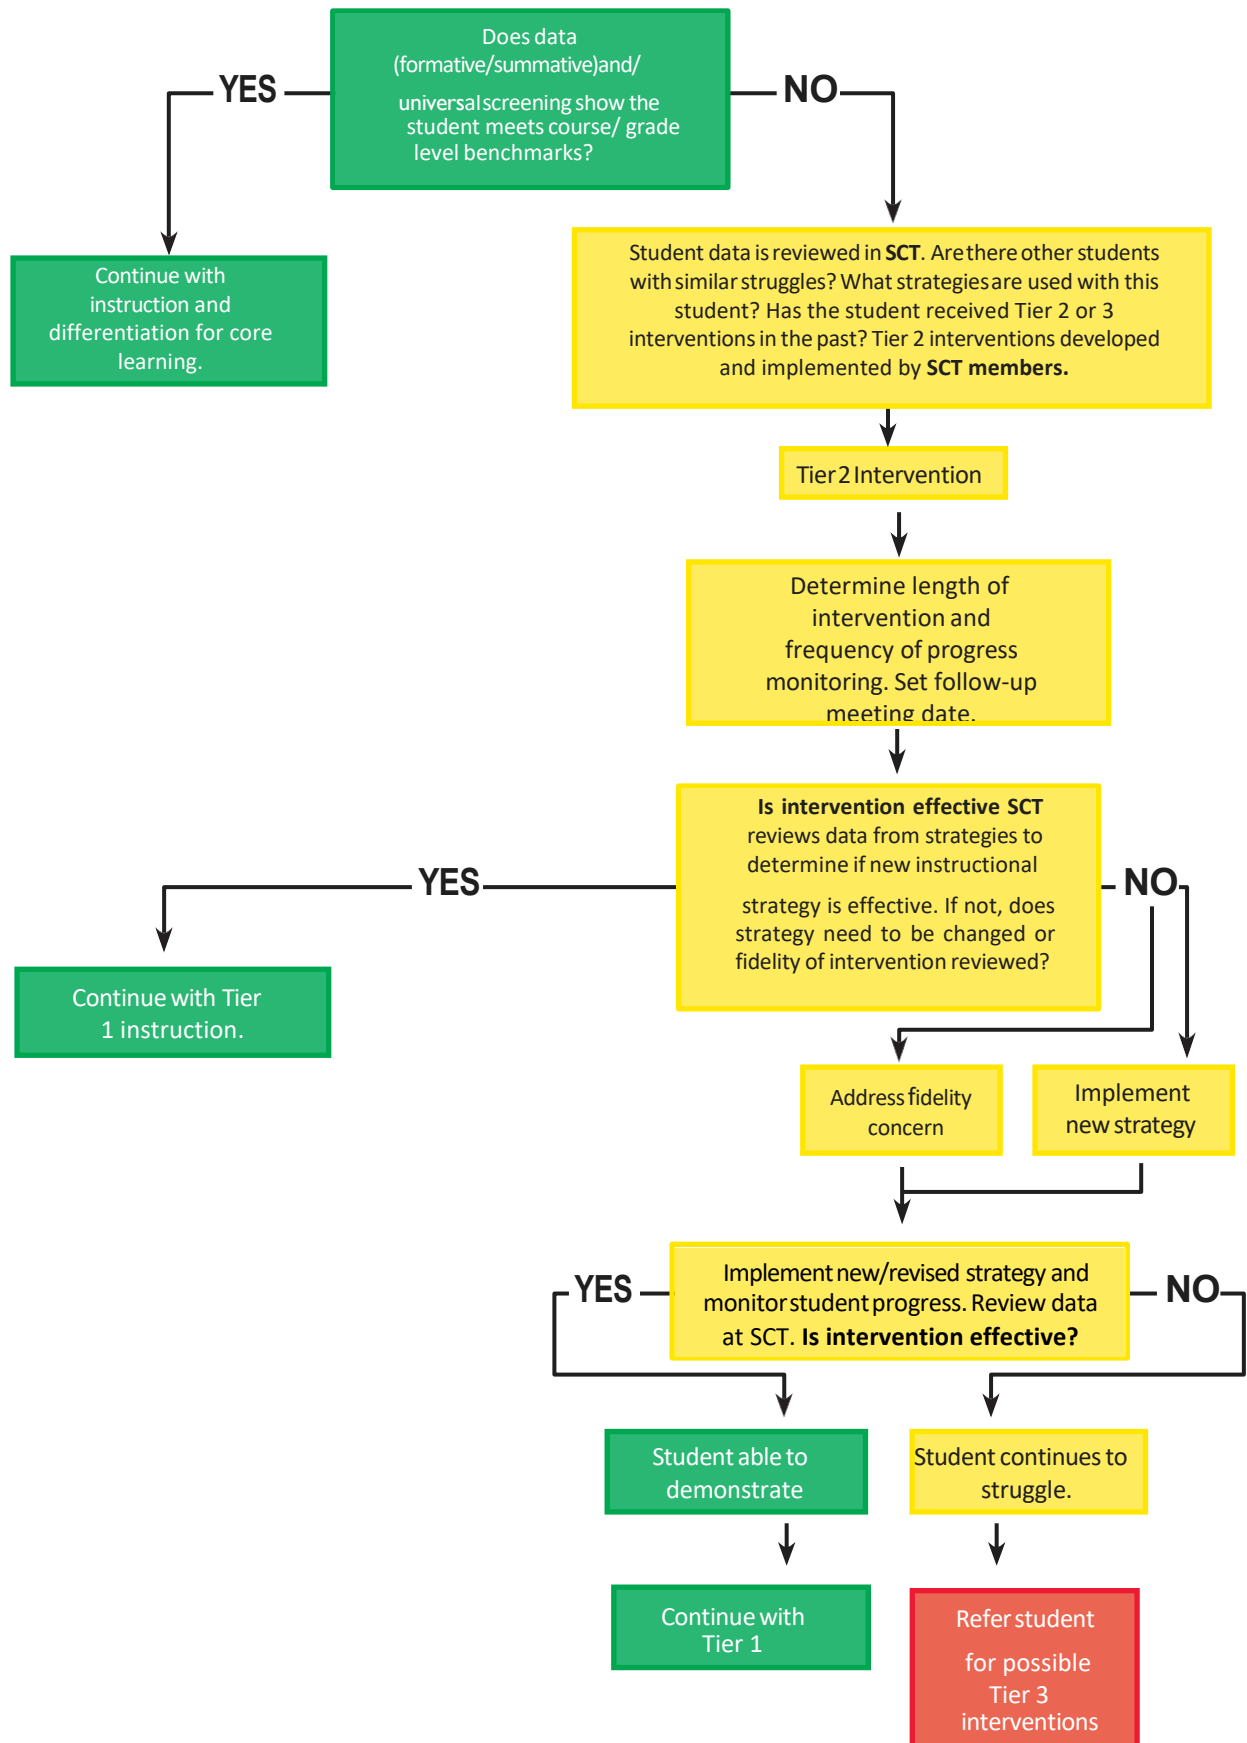 Does data
(formative/summative)and/
YES
NO
universalscreening show the
student meets course/ grade
level benchmarks?
Continue with
instruction and
differentiation for core
learning.
Student data is reviewed in SCT. Are there other students
with similar struggles? What strategies are used with this
student? Has the student received Tier 2 or 3
interventions in the past? Tier 2 interventions developed
and implemented by SCT members.
Tier 2 Intervention
Determine length of
intervention and
frequency of progress
monitoring. Set follow-up
meeting date.
Is intervention effective SCT
reviews data from strategies to
determine if new instructional
YES
NO
strategy is effective. If not, does
strategy need to be changed or
fidelity of intervention reviewed?
Continue with Tier
1 instruction.
Address fidelity
concern
Implement
new strategy
YES
NO
Implement new/revised strategy and
monitor student progress. Review data
at SCT. Is intervention effective?
Student able to
demonstrate
Student continues to
struggle.
Continue with
Tier 1
Refer student
for possible
Tier 3
interventions